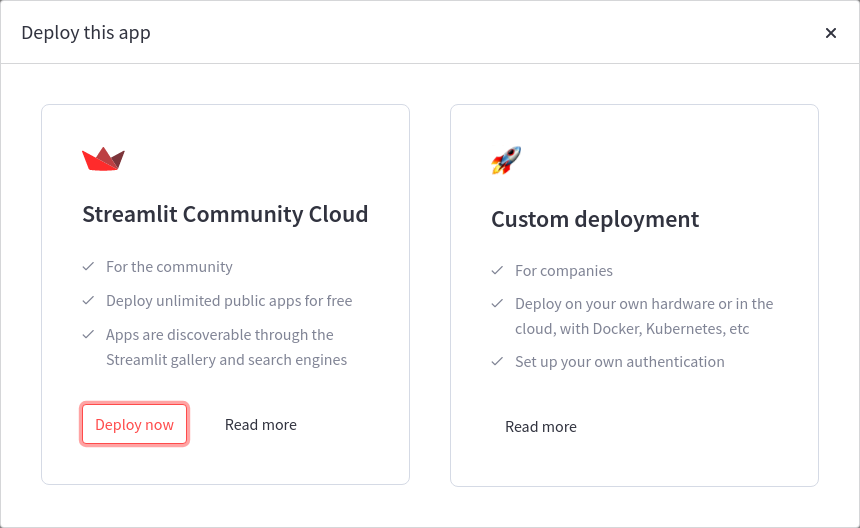 Deploy this app
Streamlit Community Cloud
For the community
Deploy unlimited public apps for free
Apps are discoverable through the
Streamlit gallery and search engines
Deploy now
Read more
Custom deployment
For companies
Deploy on your own hardware or in the
cloud, with Docker, Kubernetes, etc
Set up your own authentication
Read more